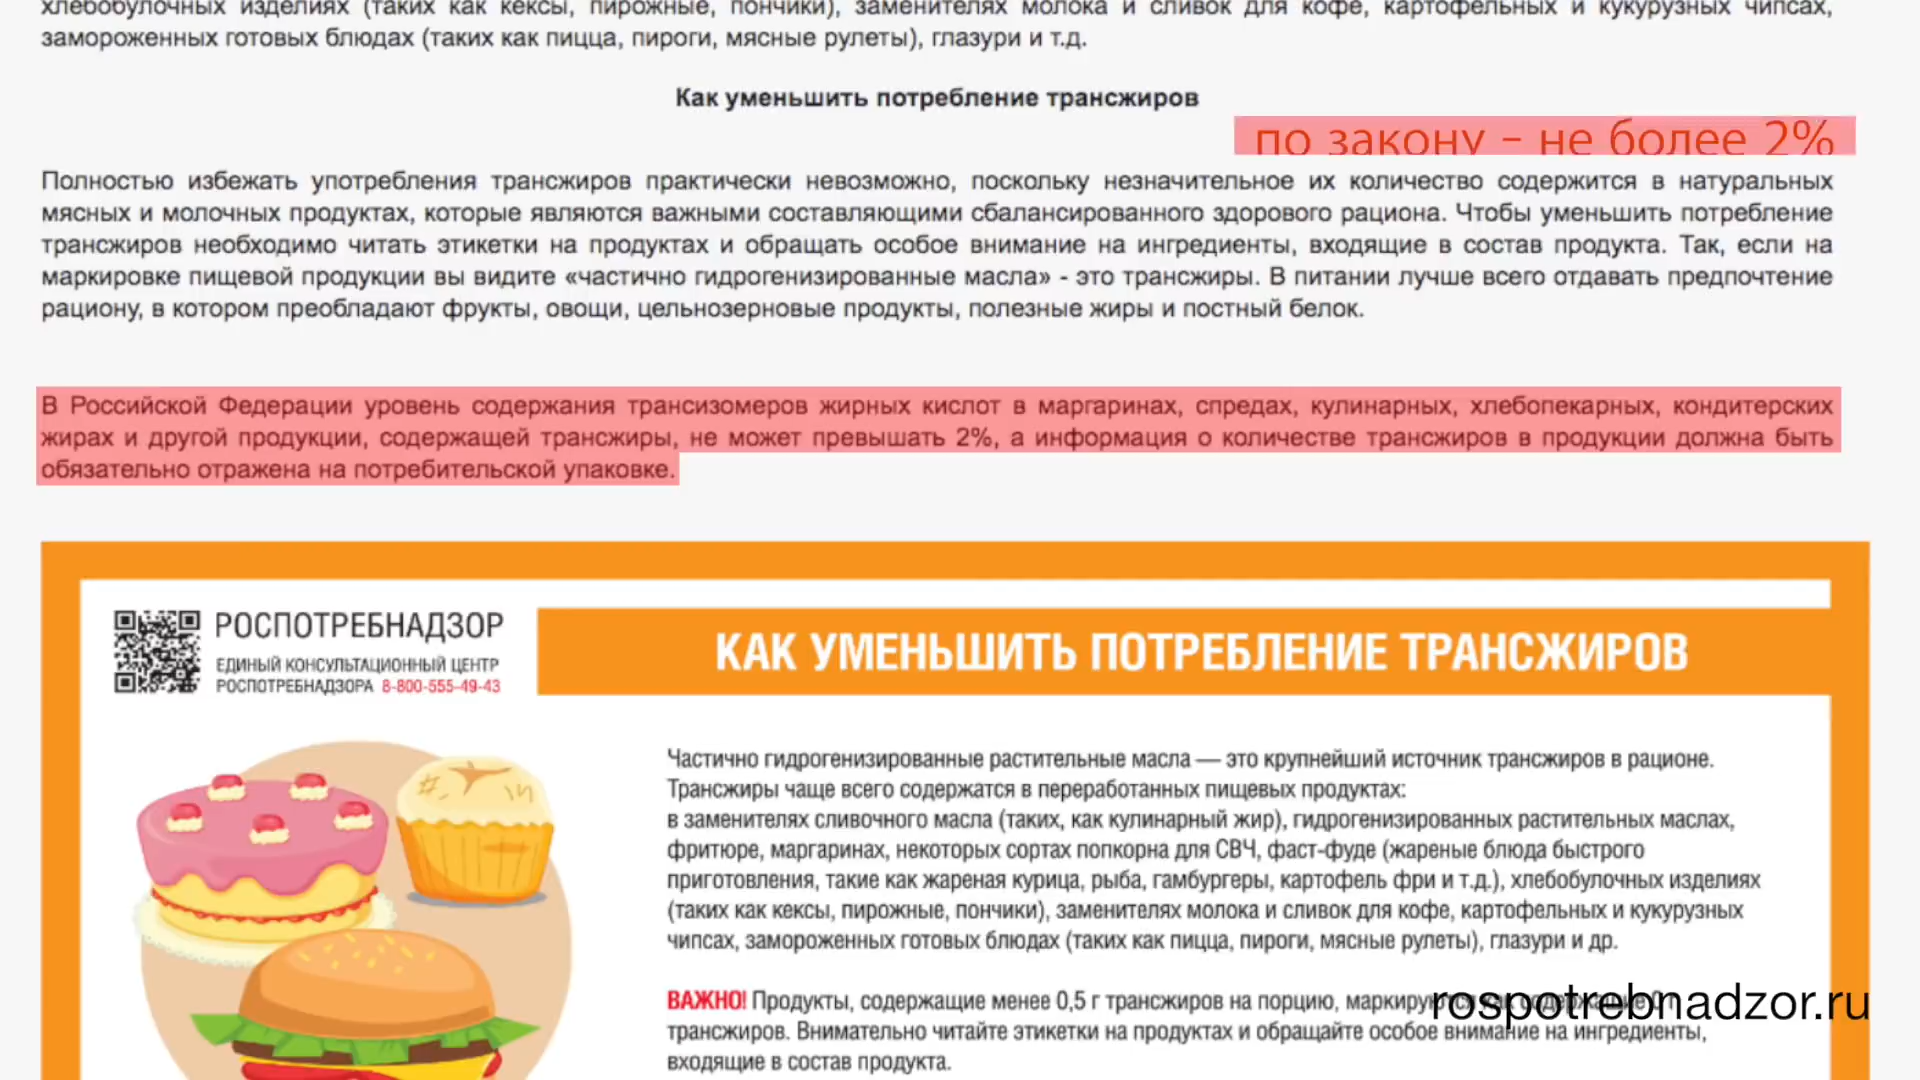 хлебобулочных изделиях (таких как кексы, пирожные, пончики), заменителях молока и сливок для кофе, картофельных и кукурузных чипсах,
замороженных готовых блюдах (таких как пицца, пироги, мясные рулеты), глазури и т.д.
Как уменьшить потребление трансжиров
по закону - не более 2%
Полностью избежать употребления трансжиров практически невозможно, поскольку незначительное их количество содержится в натуральных
мясных и молочных продуктах, которые являются важными составляющими сбалансированного здорового рациона. Чтобы уменьшить потребление
трансжиров необходимо читать этикетки на продуктах и обращать особое внимание на ингредиенты, входящие в состав продукта. Так, если на
маркировке пищевой продукции вы видите «частично гидрогенизированные масла» - это трансжиры. В питании лучше всего отдавать предпочтение
рациону, в котором преобладают фрукты, овощи, цельнозерновые продукты, полезные жиры и постный белок.
В Российской Федерации уровень содержания трансизомеров жирных кислот в маргаринах, спредах, кулинарных, хлебопекарных, кондитерских
жирах и другой продукции, содержащей трансжиры, не может превышать 2%, а информация о количестве трансжиров в продукции должна быть
обязательно отражена на потребительской упаковке.
РОСПОТРЕБНАДЗОР
ЕДИНЫЙ КОНСУЛЬТАЦИОННЫЙ ЦЕНТР
РОСПОТРЕБНАДЗОРА 8-800-555-49-43
КАК УМЕНЬШИТЬ ПОТРЕБЛЕНИЕ ТРАНСЖИРОВ
Частично гидрогенизированные растительные масла — это крупнейший источник трансжиров в рационе.
Трансжиры чаще всего содержатся в переработанных пищевых продуктах:
в заменителях сливочного масла (таких, как кулинарный жир), гидрогенизированных растительных маслах,
фритюре, маргаринах, некоторых сортах попкорна для СВЧ, фаст-фуде (жареные блюда быстрого
приготовления, такие как жареная курица, рыба, гамбургеры, картофель фри и т.д.), хлебобулочных изделиях
(таких как кексы, пирожные, пончики), заменителях молока и сливок для кофе, картофельных и кукурузных
чипсах, замороженных готовых блюдах (таких как пицца, пироги, мясные рулеты), глазури и др.
ВАЖНО! Продукты, содержащие менее 0,5 г трансжиров на порцию, маркируются как содержащие 0 г
трансжиров. Внимательно читайте этикетки на продуктах и обращайте особое внимание на ингредиенты,
входящие в состав продукта.
rospotrebnadzor.ru